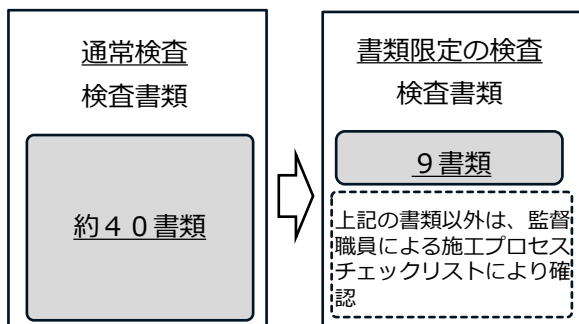 通常検査
検査書類
約４０書類
書類限定の検査
検査書類
９書類
上記の書類以外は、監督
職員による施工プロセス
チェックリストにより確
認